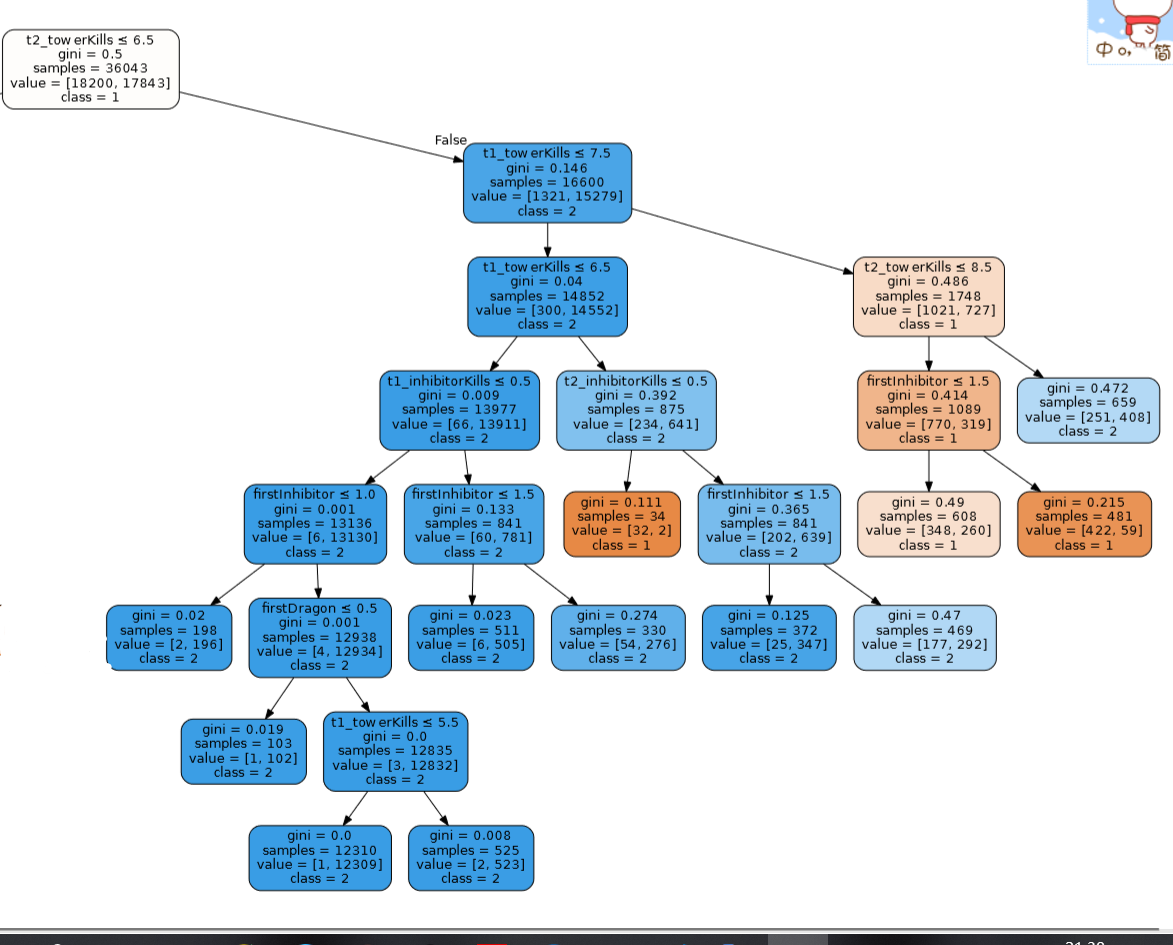 t2_towerKills ≤ 6.5
gini = 0.5
samples = 36043
value = [18200, 17843]
class = 1
中 简
False
t1_towerKills ≤ 7.5
gini = 0.146
samples = 16600
value = [1321, 15279]
class = 2
t1_towerKills ≤ 6.5
gini = 0.04
samples = 14852
value = [300, 14552]
class = 2
t2_towerKills ≤ 8.5
gini = 0.486
samples = 1748
value = [1021, 727]
class = 1
t1_inhibitorKills ≤ 0.5
gini = 0.009
samples = 13977
value = [66, 13911]
class = 2
t2_inhibitorKills ≤ 0.5
gini = 0.392
samples = 875
value = [234, 641]
class = 2
firstInhibitor ≤ 1.5
gini = 0.414
samples = 1089
value = [770, 319]
class = 1
gini = 0.472
samples = 659
value = [251, 408]
class = 2
firstInhibitor ≤ 1.0
gini = 0.001
samples = 13136
value = [6, 13130]
class = 2
firstInhibitor ≤ 1.5
gini = 0.133
samples = 841
value = [60, 781]
class = 2
gini = 0.111
samples = 34
value = [32, 2]
class = 1
firstInhibitor ≤ 1.5
gini = 0.365
samples = 841
value = [202, 639]
class = 2
gini = 0.49
samples = 608
value = [348, 260]
class = 1
gini = 0.215
samples = 481
value = [422, 59]
class = 1
gini = 0.02
samples = 198
value = [2, 196]
class = 2
firstDragon ≤ 0.5
gini = 0.001
samples = 12938
value = [4, 12934]
class = 2
gini = 0.023
samples = 511
value = [6, 505]
class = 2
gini = 0.274
samples = 330
value = [54, 276]
class = 2
gini = 0.125
samples = 372
value = [25, 347]
class = 2
gini = 0.47
samples = 469
value = [177, 292]
class = 2
gini = 0.019
samples = 103
value = [1, 102]
class = 2
t1_towerKills ≤ 5.5
gini = 0.0
samples = 12835
value = [3, 12832]
class = 2
gini = 0.0
samples = 12310
value = [1, 12309]
class = 2
gini = 0.008
samples = 525
value = [2, 523]
class = 2